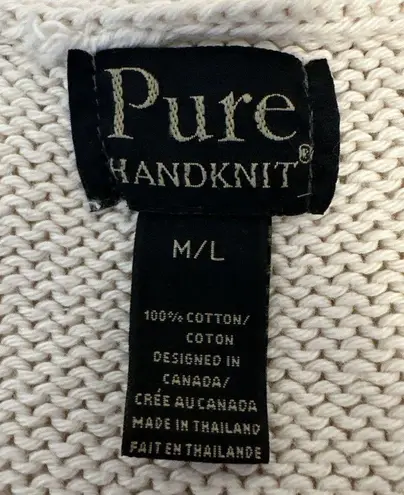 Pure
HANDKNIT®
M/L
100% COTTON/
COTON
DESIGNED IN
CANADA/
CRÉE AU CANADA
MADE IN THAILAND
FAIT EN THAILANDE